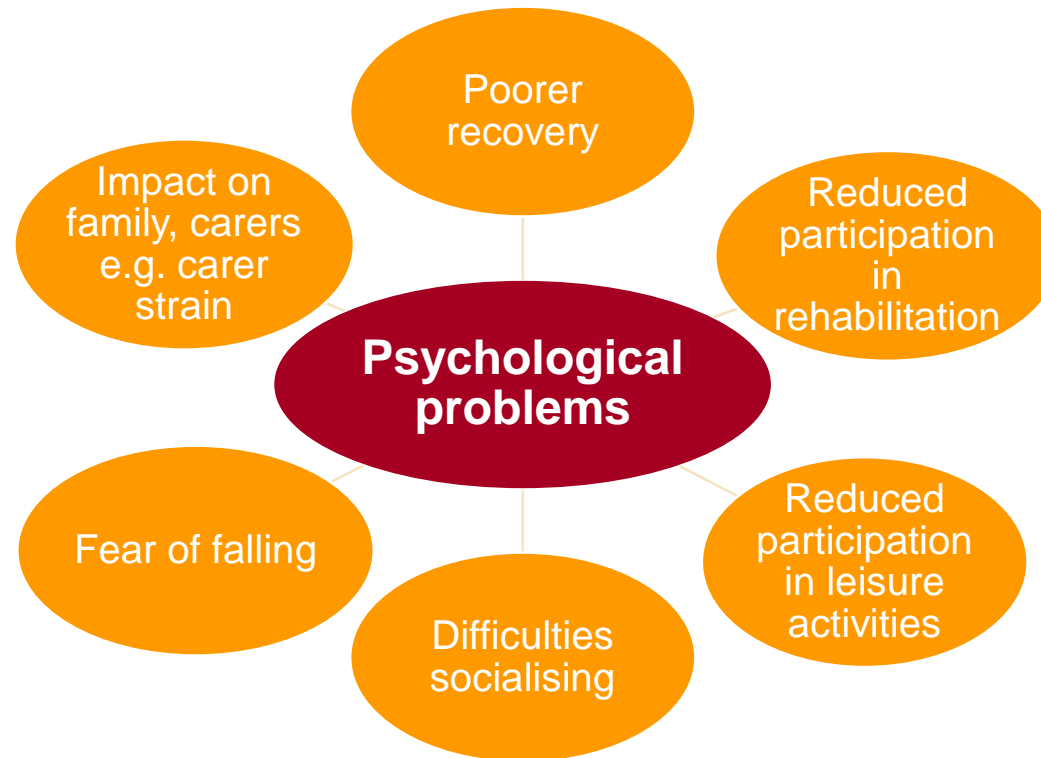 Poorer
recovery
Impact on
family, carers
e.g. carer
strain
Reduced
participation
in
rehabilitation
Psychological
problems
Fear of falling
Reduced
participation
in leisure
activities
Difficulties
socialising